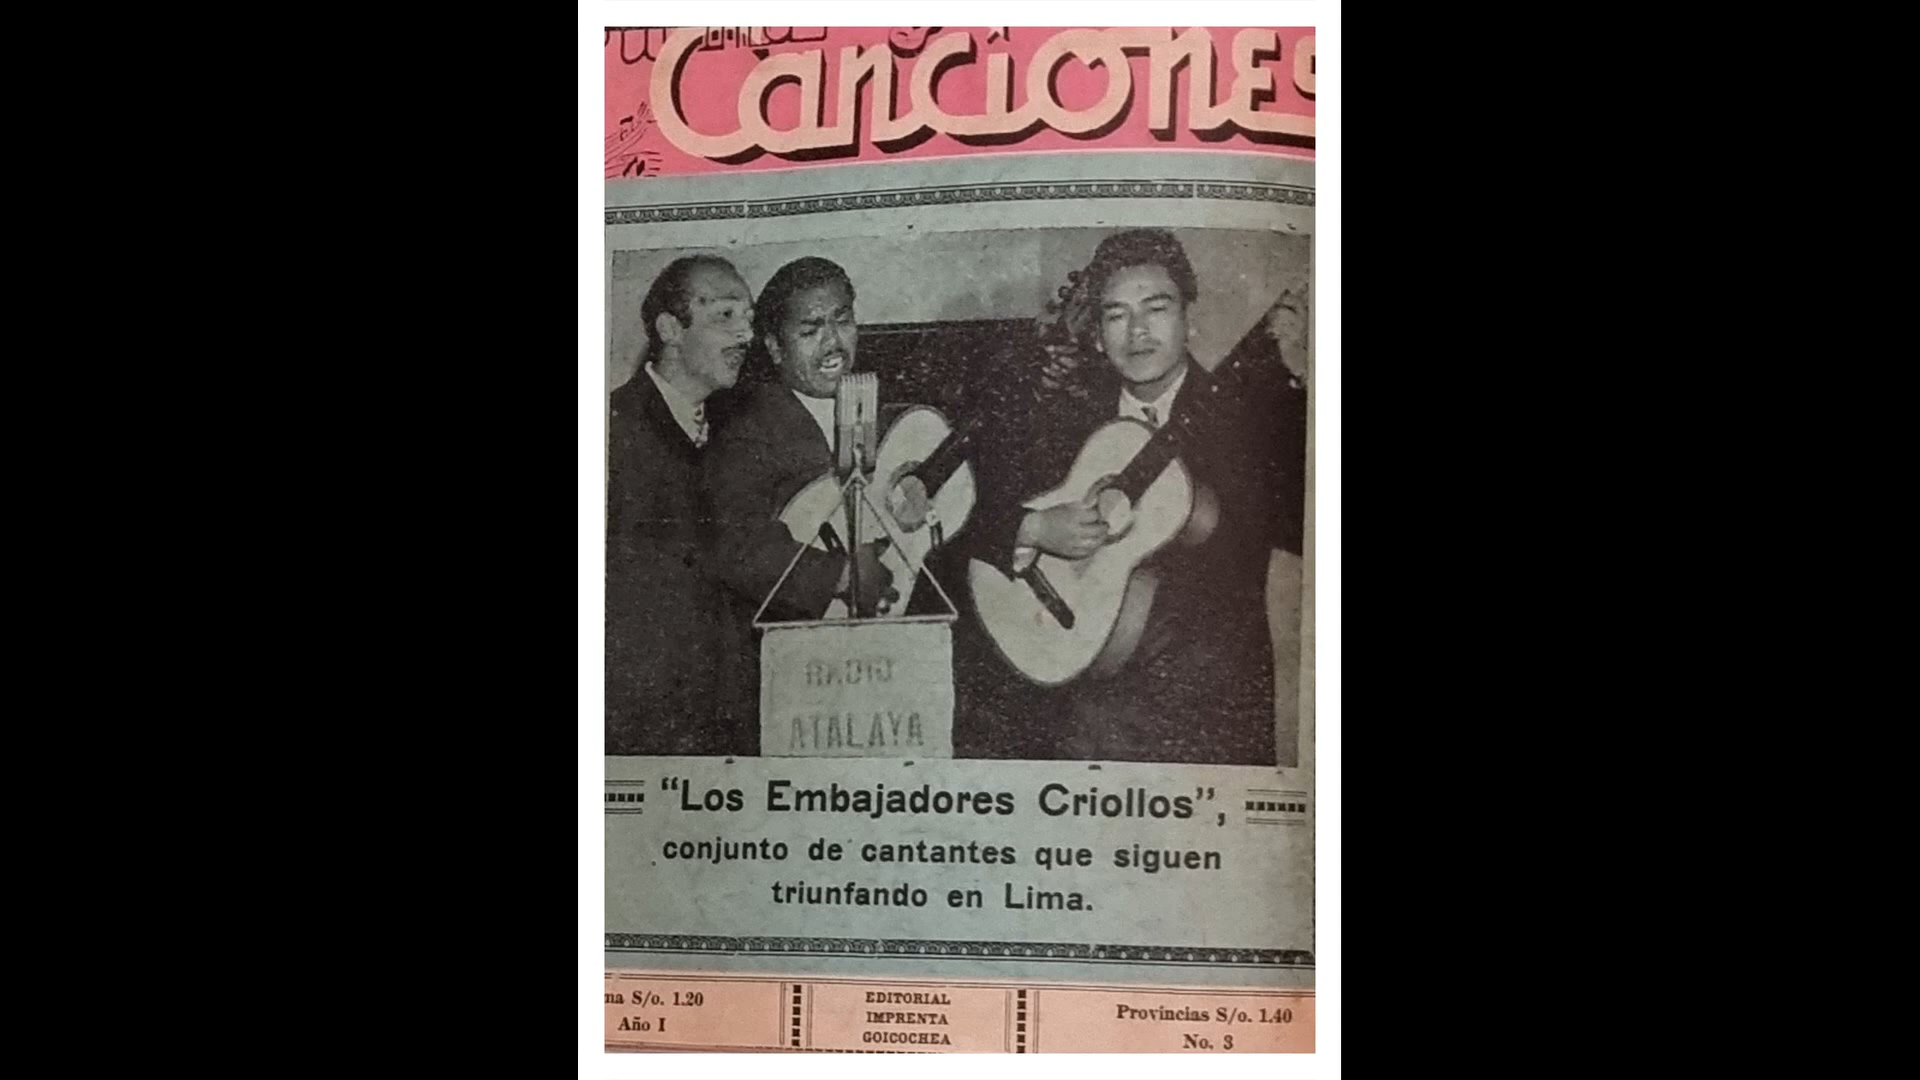 Canciones
RADIO
ATALAYA
"Los Embajadores Criollos",
conjunto de cantantes que siguen
triunfando en Lima.
S/o. 1.20
Año I
EDITORIAL
IMPRENTA
GOICOCHEA
Provincias S/o. 1.40
No. 3